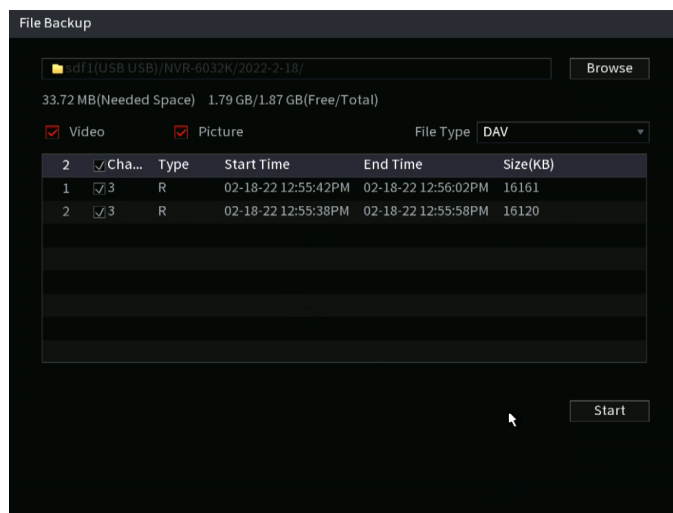 File Backup
sdf1(USB USB)/NVR-6032K/2022-2-18/ Browse
33.72 MB(Needed Space) 1.79 GB/1.87 GB(Free/Total)
Video Picture File Type DAV
2 Cha... Type Start Time End Time Size(KB)
1 3 R 02-18-22 12:55:42PM 02-18-22 12:56:02PM 16161
2 3 R 02-18-22 12:55:38PM 02-18-22 12:55:58PM 16120
Start